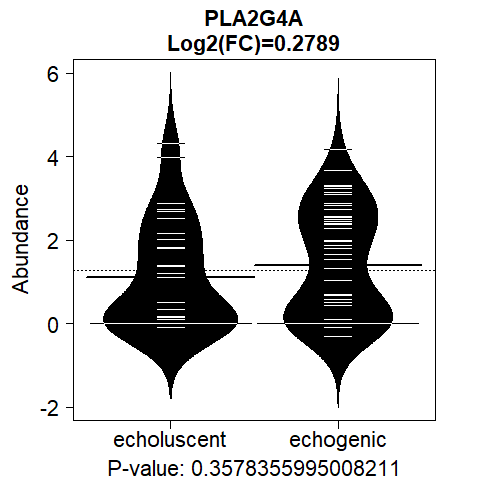 PLA2G4A
Log2(FC)=0.2789
Abundance
6
4
2
0
-2
echoluscent echogenic
P-value: 0.3578355995008211